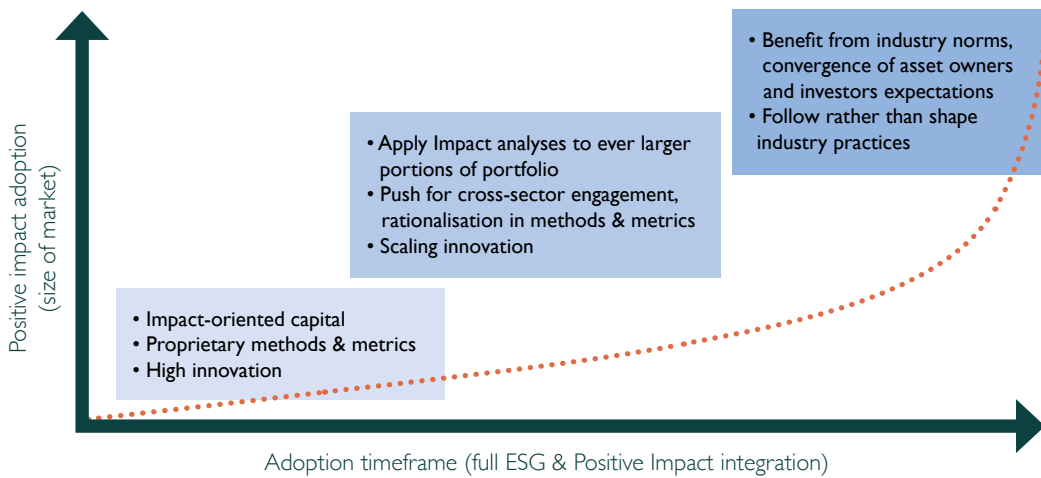 Positive impact adoption
(size of market)
• Benefit from industry norms,
convergence of asset owners
and investors expectations
• Follow rather than shape
industry practices
• Apply Impact analyses to ever larger
portions of portfolio
• Push for cross-sector engagement,
rationalisation in methods & metrics
• Scaling innovation
• Impact-oriented capital
• Proprietary methods & metrics
• High innovation
Adoption timeframe (full ESG & Positive Impact integration)